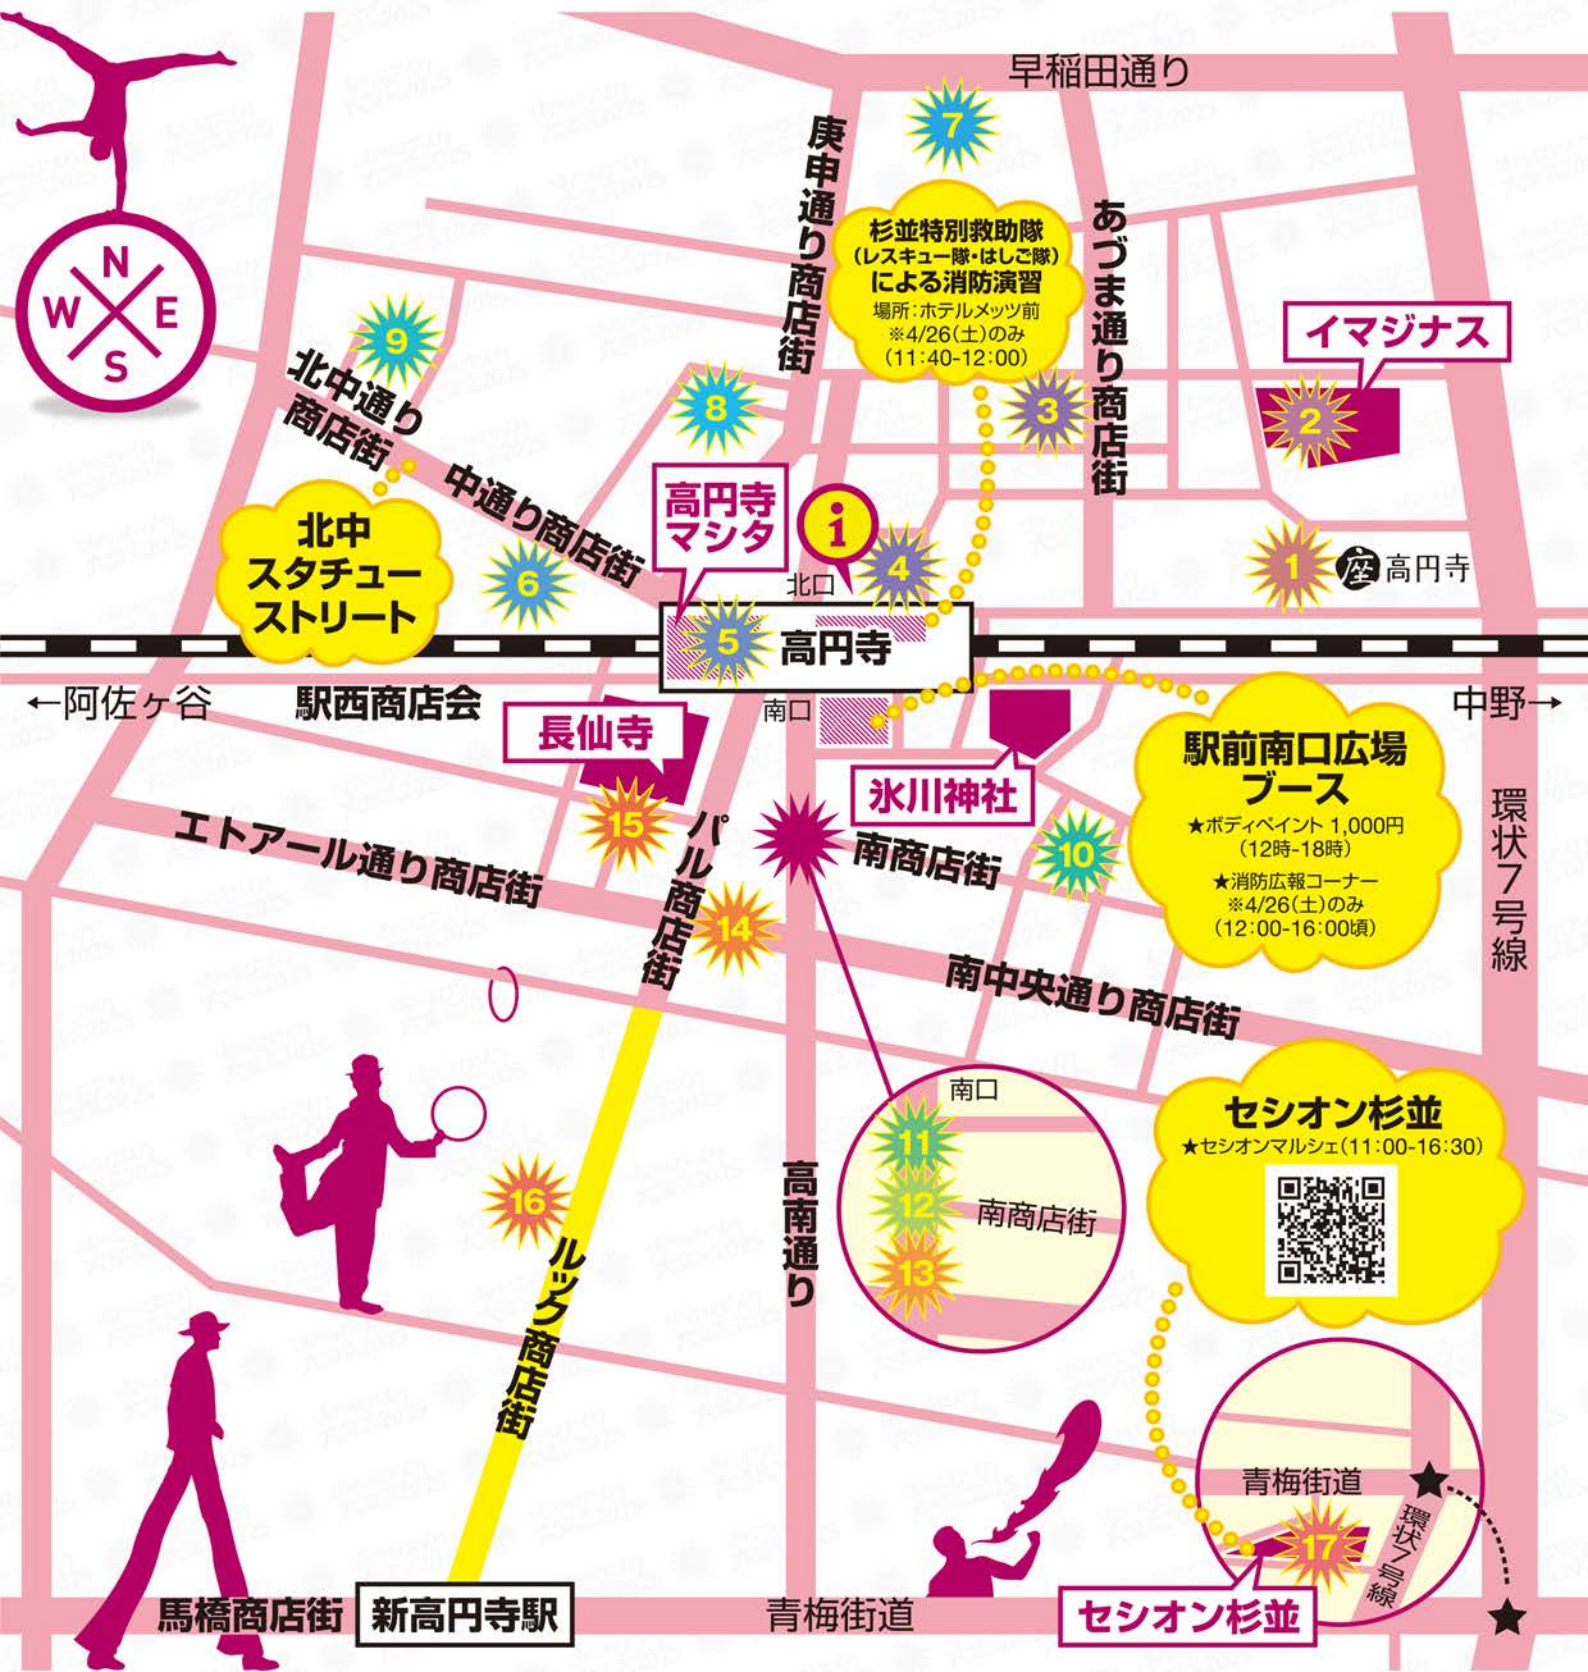 早稲田通り
7
庚申通り商店街
杉並特別救助隊
(レスキュー隊・はしご隊)
による消防演習
場所:ホテルメッツ前
※4/26(土)のみ
(11:40-12:00)
あづま通り商店街
N
W
E
S
9
北中通り
商店街
8
3
イマジナス
2
中通り商店街
高円寺
マシタ
i
4
北口
1
座
高円寺
北中
スタチュー
ストリート
6
5
高円寺
←阿佐ヶ谷
駅西商店会
長仙寺
南口
氷川神社
中野→
駅前南口広場
ブース
★ボディペイント 1,000円
(12時-18時)
★消防広報コーナー
※4/26(土)のみ
(12:00-16:00頃)
環状7号線
エトアール通り商店街
15
パル商店街
14
南商店街
10
南中央通り商店街
南口
11
12
南商店街
13
高南通り
16
ルック商店街
セシオン杉並
★セシオンマルシェ(11:00-16:30)
青梅街道
環状7号線
17
セシオン杉並
馬橋商店街
新高円寺駅
青梅街道